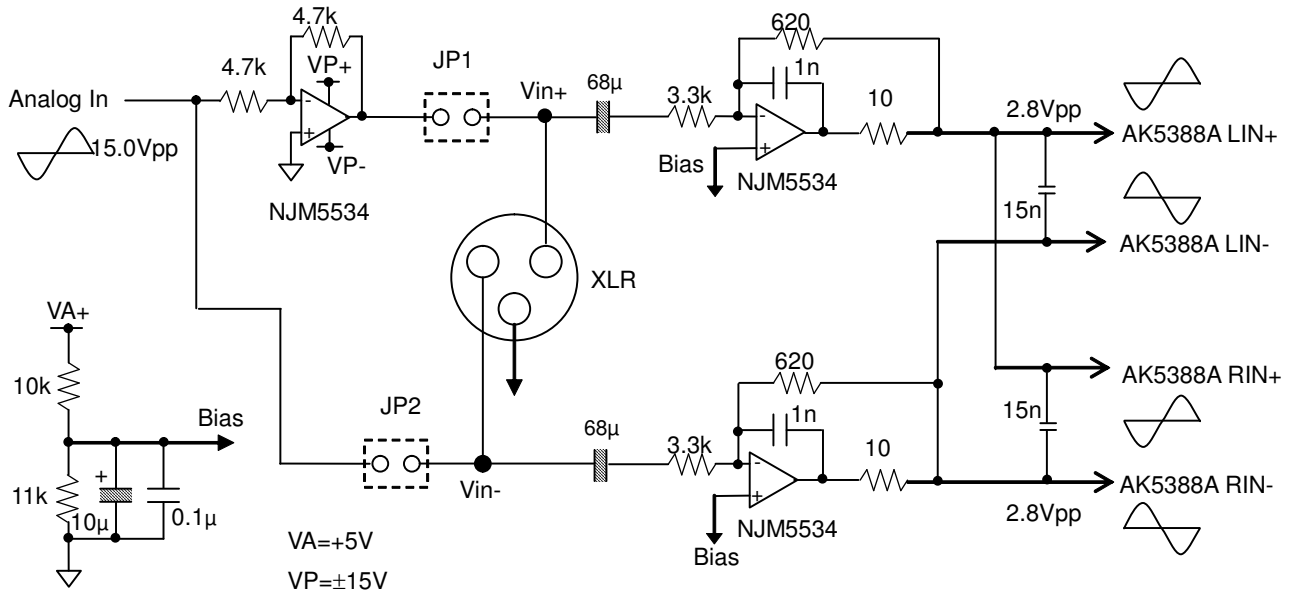 4.7k
4.7k
VP+
JP1
Vin+
68µ
3.3k
620
1n
10
2.8Vpp
Analog In
15.0Vpp
-
+
VP-
NJM5534
Bias
-
+
NJM5534
AK5388A LIN+
15n
AK5388A LIN-
XLR
VA+
10k
Bias
11k
+
10µ
0.1µ
JP2
Vin-
68µ
3.3k
620
1n
10
-
+
NJM5534
Bias
AK5388A RIN+
15n
AK5388A RIN-
2.8Vpp
VA=+5V
VP=±15V